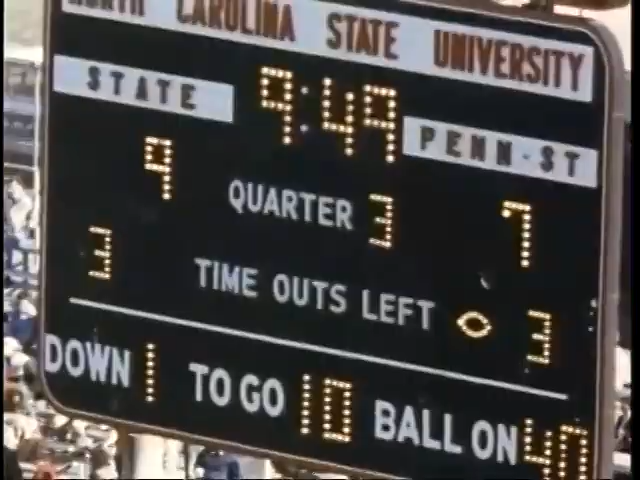 NORTH CAROLINA STATE UNIVERSITY
STATE 9:49 PENN-ST
9 QUARTER 3 7
3 TIME OUTS LEFT 3
DOWN 1 TO GO 10 BALL ON 40